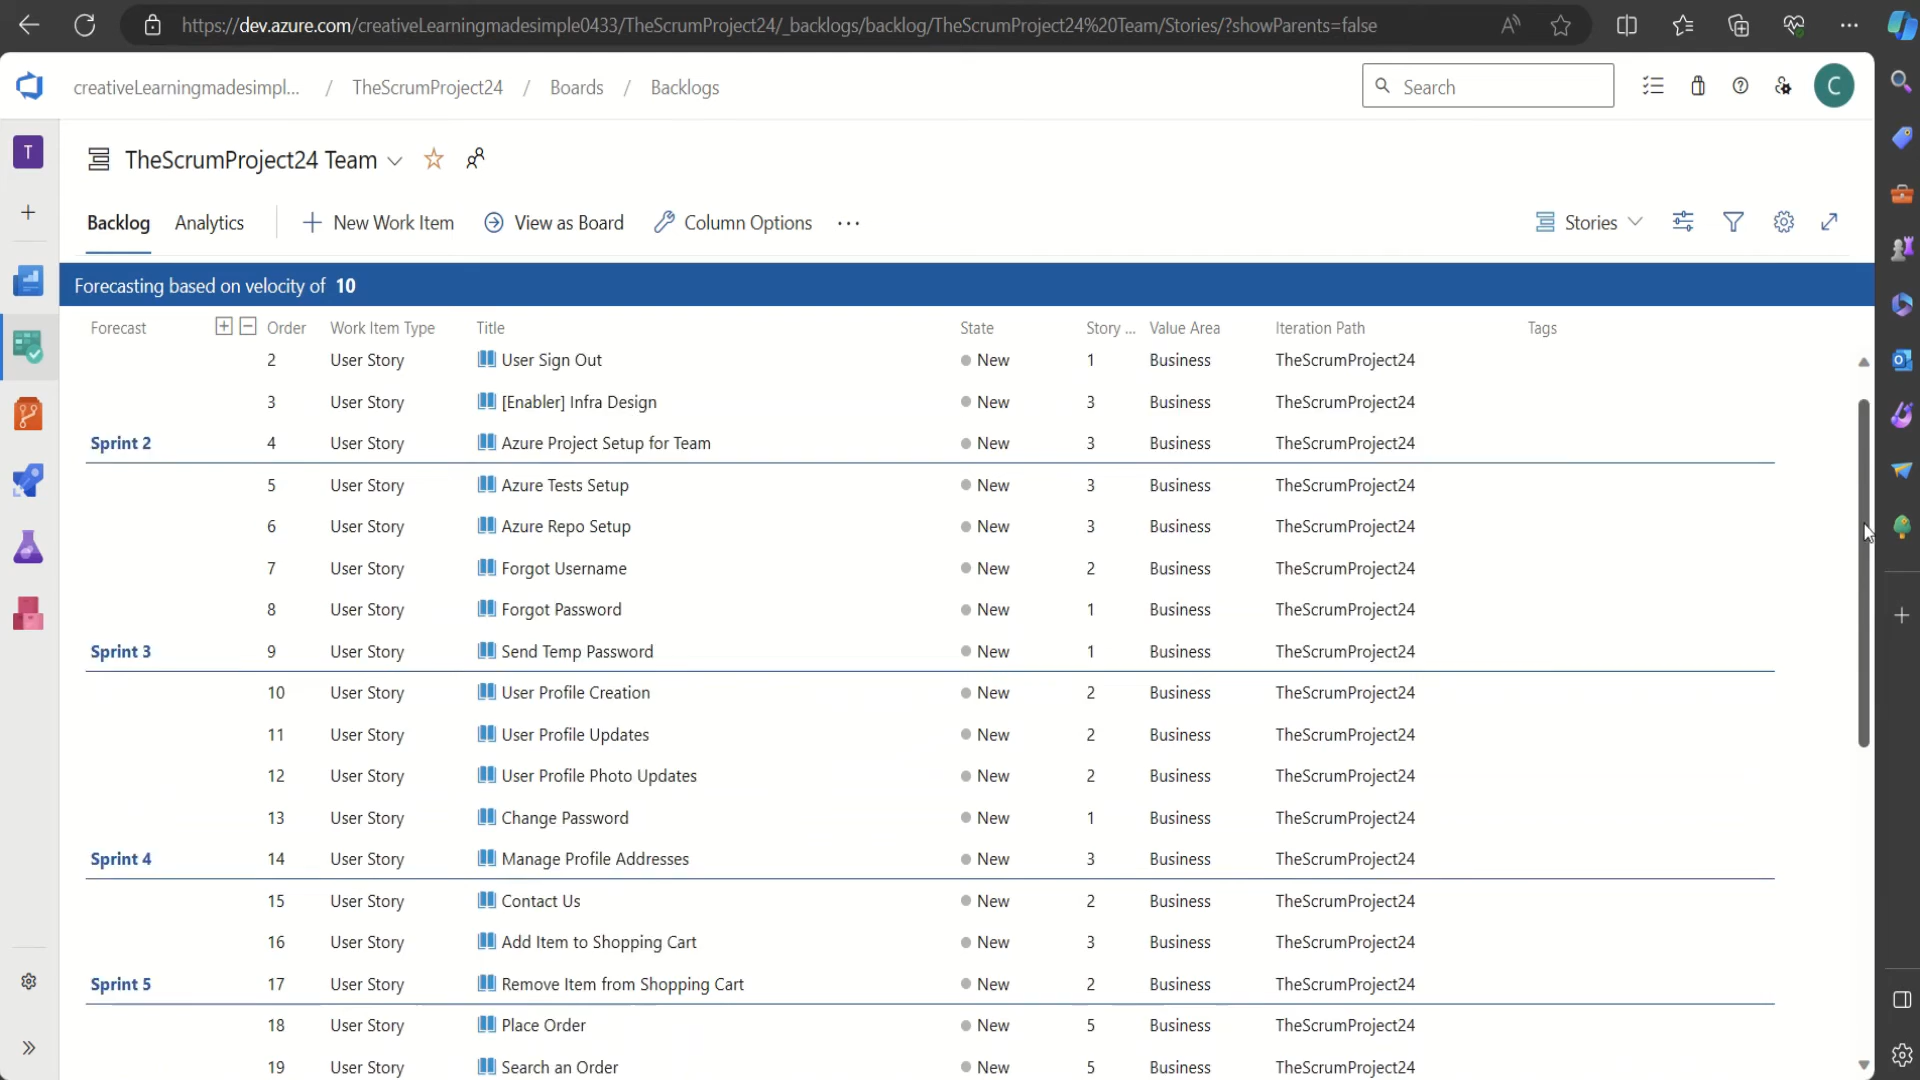 https://dev.azure.com/creativeLearningmadesimple0433/TheScrumProject24/_backlogs/backlog/TheScrumProject24%20Team/Stories/?showParents=false
creativeLearningmadesimpl... / TheScrumProject24 / Boards / Backlogs
Search
C
T
TheScrumProject24 Team
Backlog Analytics New Work Item View as Board Column Options
Stories
Forecasting based on velocity of 10
Forecast Order Work Item Type Title State Story ... Value Area Iteration Path Tags
2 User Story User Sign Out New 1 Business TheScrumProject24
3 User Story [Enabler] Infra Design New 3 Business TheScrumProject24
Sprint 2 4 User Story Azure Project Setup for Team New 3 Business TheScrumProject24
5 User Story Azure Tests Setup New 3 Business TheScrumProject24
6 User Story Azure Repo Setup New 3 Business TheScrumProject24
7 User Story Forgot Username New 2 Business TheScrumProject24
8 User Story Forgot Password New 1 Business TheScrumProject24
Sprint 3 9 User Story Send Temp Password New 1 Business TheScrumProject24
10 User Story User Profile Creation New 2 Business TheScrumProject24
11 User Story User Profile Updates New 2 Business TheScrumProject24
12 User Story User Profile Photo Updates New 2 Business TheScrumProject24
13 User Story Change Password New 1 Business TheScrumProject24
Sprint 4 14 User Story Manage Profile Addresses New 3 Business TheScrumProject24
15 User Story Contact Us New 2 Business TheScrumProject24
16 User Story Add Item to Shopping Cart New 3 Business TheScrumProject24
Sprint 5 17 User Story Remove Item from Shopping Cart New 2 Business TheScrumProject24
18 User Story Place Order New 5 Business TheScrumProject24
19 User Story Search an Order New 5 Business TheScrumProject24